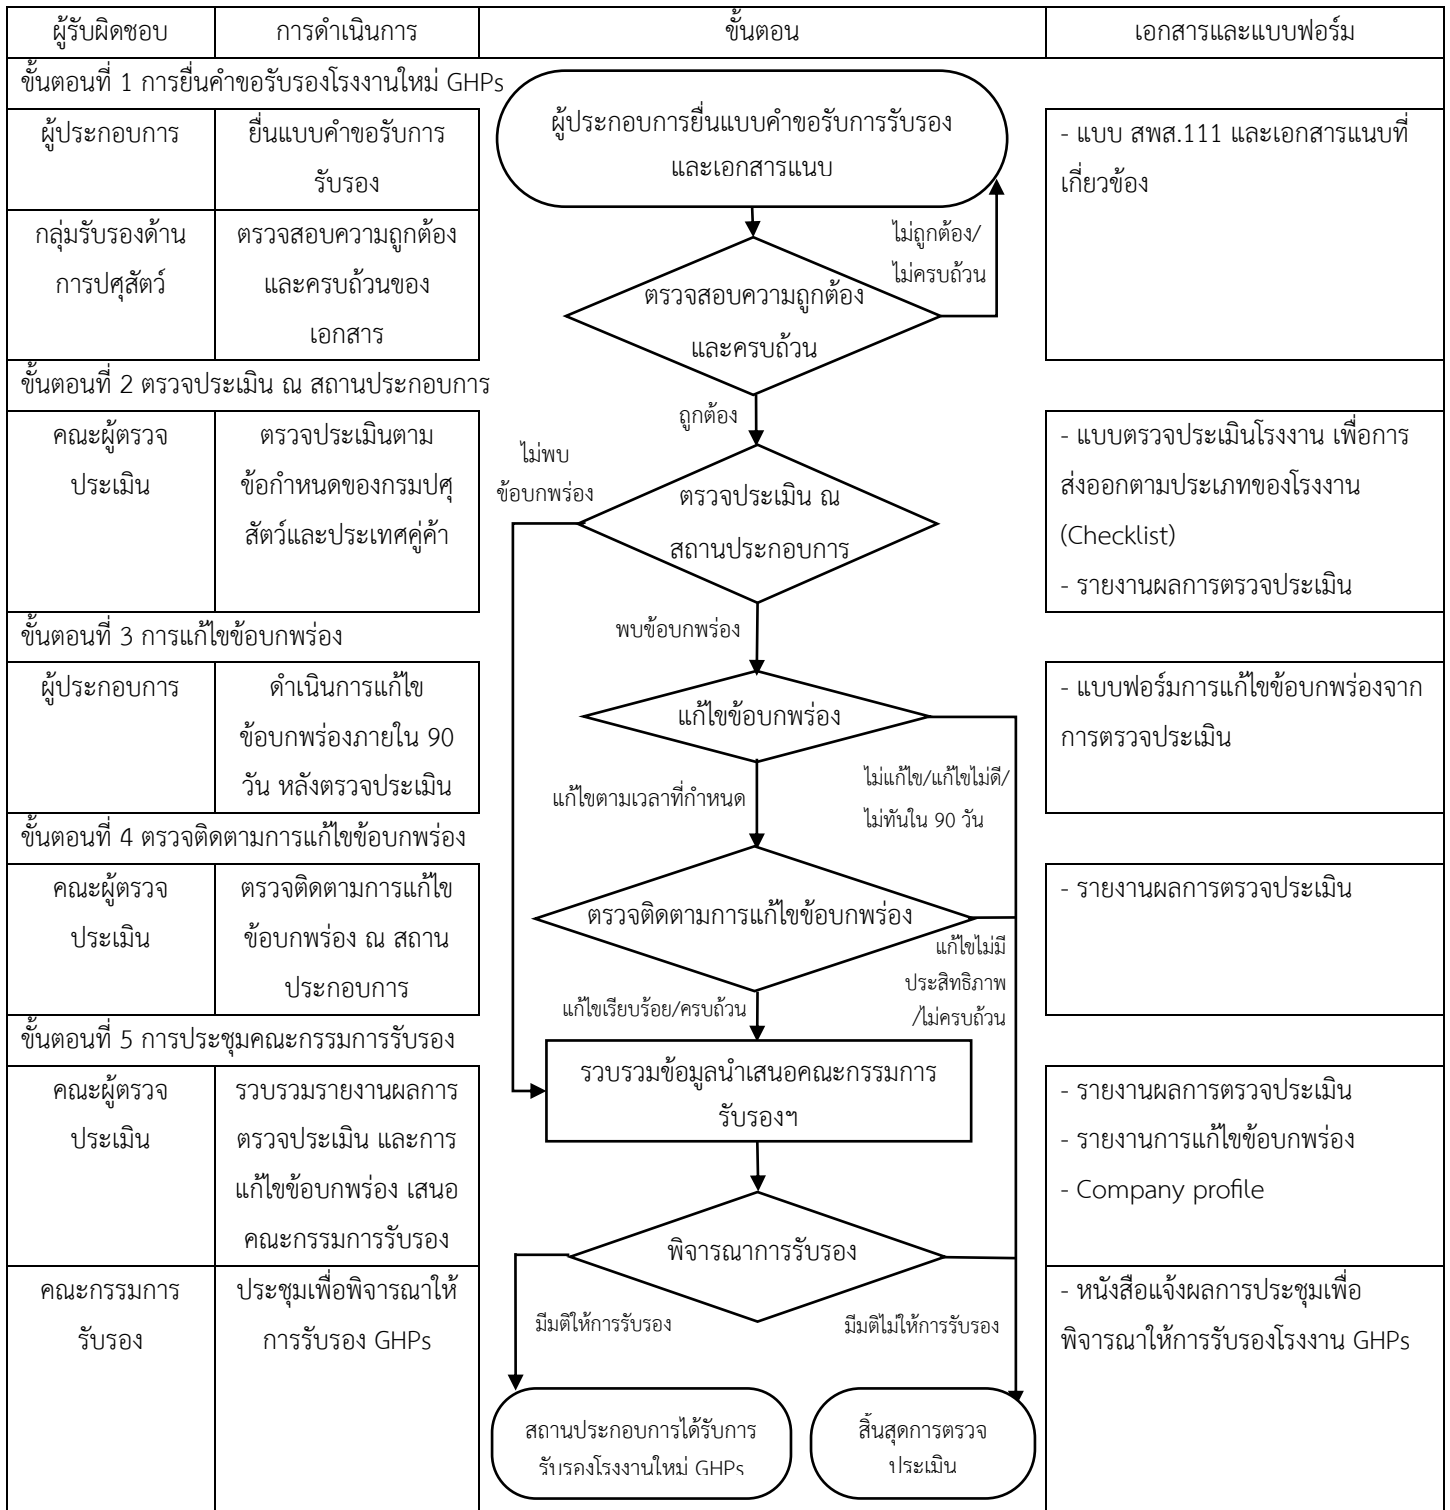 ผู้รับผิดชอบ
การดำเนินการ
ขั้นตอน
เอกสารและแบบฟอร์ม
ขั้นตอนที่ 1 การยื่นคำขอรับรองโรงงานใหม่ GHPs
ผู้ประกอบการ
ยื่นแบบคำขอรับการ
รับรอง
ผู้ประกอบการยื่นแบบคำขอรับการรับรอง
และเอกสารแนบ
- แบบ สพส.111 และเอกสารแนบที่
เกี่ยวข้อง
กลุ่มรับรองด้าน
การปศุสัตว์
ตรวจสอบความถูกต้อง
และครบถ้วนของ
เอกสาร
ตรวจสอบความถูกต้อง
และครบถ้วน
ไม่ถูกต้อง/
ไม่ครบถ้วน
ถูกต้อง
ขั้นตอนที่ 2 ตรวจประเมิน ณ สถานประกอบการ
คณะผู้ตรวจ
ประเมิน
ตรวจประเมินตาม
ข้อกำหนดของกรมปศุ
สัตว์และประเทศคู่ค้า
ไม่พบ
ข้อบกพร่อง
ตรวจประเมิน ณ
สถานประกอบการ
พบข้อบกพร่อง
- แบบตรวจประเมินโรงงาน เพื่อการ
ส่งออกตามประเภทของโรงงาน
(Checklist)
- รายงานผลการตรวจประเมิน
ขั้นตอนที่ 3 การแก้ไขข้อบกพร่อง
ผู้ประกอบการ
ดำเนินการแก้ไข
ข้อบกพร่องภายใน 90
วัน หลังตรวจประเมิน
แก้ไขข้อบกพร่อง
แก้ไขตามเวลาที่กำหนด
ไม่แก้ไข/แก้ไขไม่ดี/
ไม่ทันใน 90 วัน
- แบบฟอร์มการแก้ไขข้อบกพร่องจาก
การตรวจประเมิน
ขั้นตอนที่ 4 ตรวจติดตามการแก้ไขข้อบกพร่อง
คณะผู้ตรวจ
ประเมิน
ตรวจติดตามการแก้ไข
ข้อบกพร่อง ณ สถาน
ประกอบการ
ตรวจติดตามการแก้ไขข้อบกพร่อง
แก้ไขเรียบร้อย/ครบถ้วน
แก้ไขไม่มี
ประสิทธิภาพ
/ไม่ครบถ้วน
- รายงานผลการตรวจประเมิน
ขั้นตอนที่ 5 การประชุมคณะกรรมการรับรอง
คณะผู้ตรวจ
ประเมิน
รวบรวมรายงานผลการ
ตรวจประเมิน และการ
แก้ไขข้อบกพร่อง เสนอ
คณะกรรมการรับรอง
รวบรวมข้อมูลนำเสนอคณะกรรมการ
รับรองฯ
- รายงานผลการตรวจประเมิน
- รายงานการแก้ไขข้อบกพร่อง
- Company profile
คณะกรรมการ
รับรอง
ประชุมเพื่อพิจารณาให้
การรับรอง GHPs
พิจารณาการรับรอง
มีมติให้การรับรอง
มีมติไม่ให้การรับรอง
- หนังสือแจ้งผลการประชุมเพื่อ
พิจารณาให้การรับรองโรงงาน GHPs
สถานประกอบการได้รับการ
รับรองโรงงานใหม่ GHPs
สิ้นสุดการตรวจ
ประเมิน